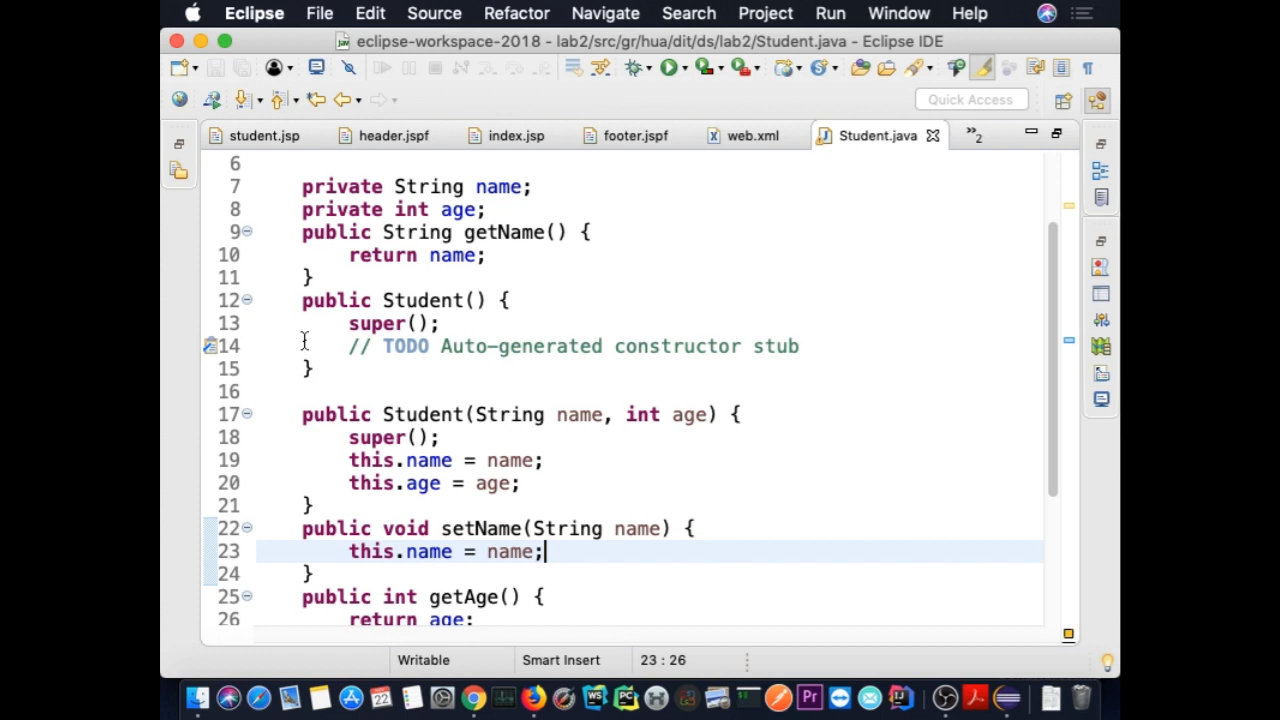 Eclipse File Edit Source Refactor Navigate Search Project Run Window Help
eclipse-workspace-2018 - lab2/src/gr/hua/dit/ds/lab2/Student.java - Eclipse IDE
Quick Access
student.jsp header.jspf index.jsp footer.jspf web.xml Student.java »2
6
7 private String name;
8 private int age;
9 public String getName() {
10 return name;
11 }
12 public Student() {
13 super();
14 // TODO Auto-generated constructor stub
15 }
16
17 public Student(String name, int age) {
18 super();
19 this.name = name;
20 this.age = age;
21 }
22 public void setName(String name) {
23 this.name = name;
24 }
25 public int getAge() {
26 return age;
Writable Smart Insert 23 : 26
22 WS PC Pr